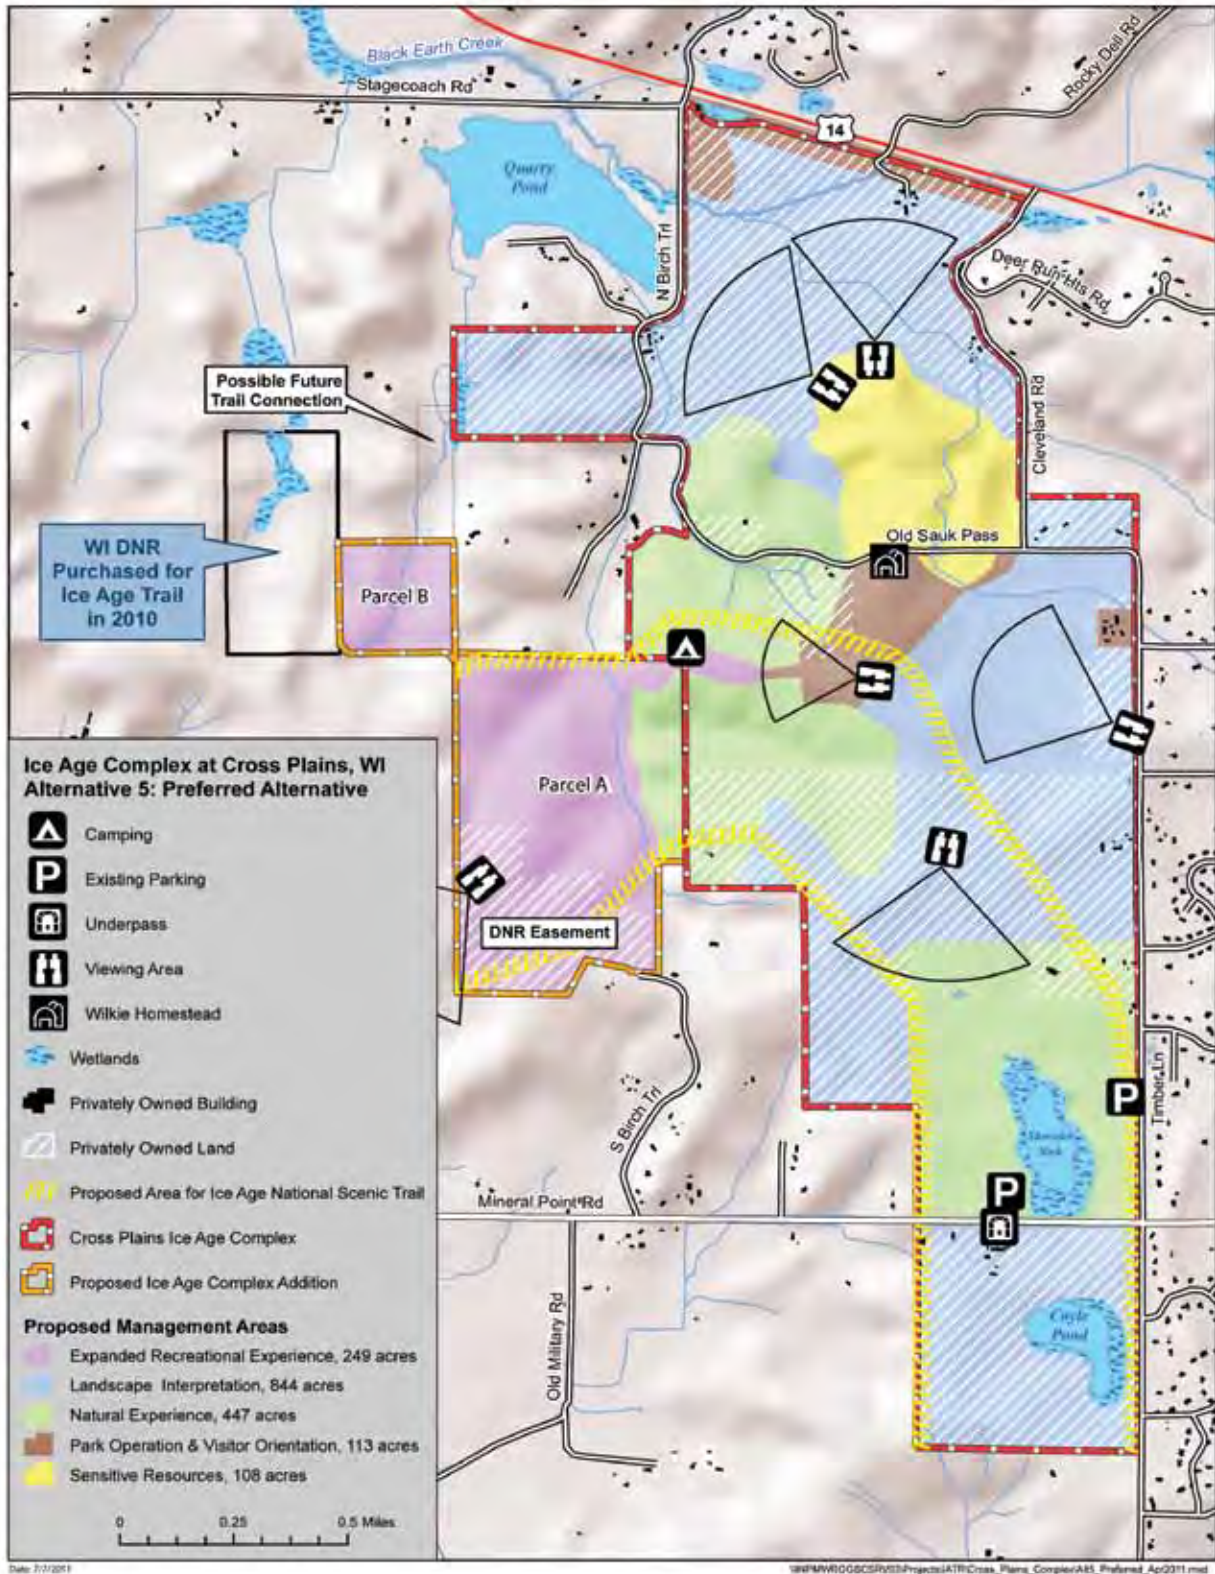 Black Earth Creek
Stagecoach Rd
Rocky Dell Rd
14
Quarry
Pond
N Birch Trl
Deer Run Hts Rd
Possible Future
Trail Connection
Cleveland Rd
WI DNR
Purchased for
Ice Age Trail
in 2010
Old Sauk Pass
Parcel B
Parcel A
DNR Easement
Ice Age Complex at Cross Plains, WI
Alternative 5: Preferred Alternative
Camping
P Existing Parking
Underpass
Viewing Area
Wilkie Homestead
Wetlands
Privately Owned Building
Privately Owned Land
Proposed Area for Ice Age National Scenic Trail
Cross Plains Ice Age Complex
Proposed Ice Age Complex Addition
Proposed Management Areas
Expanded Recreational Experience, 249 acres
Landscape Interpretation, 844 acres
Natural Experience, 447 acres
Park Operation & Visitor Orientation, 113 acres
Sensitive Resources, 108 acres
0 0.25 0.5 Miles
S Birch Trl
P
Timber Ln
P
Mineral Point Rd
Old Military Rd
Coyle
Pond
Date: 7/7/2011